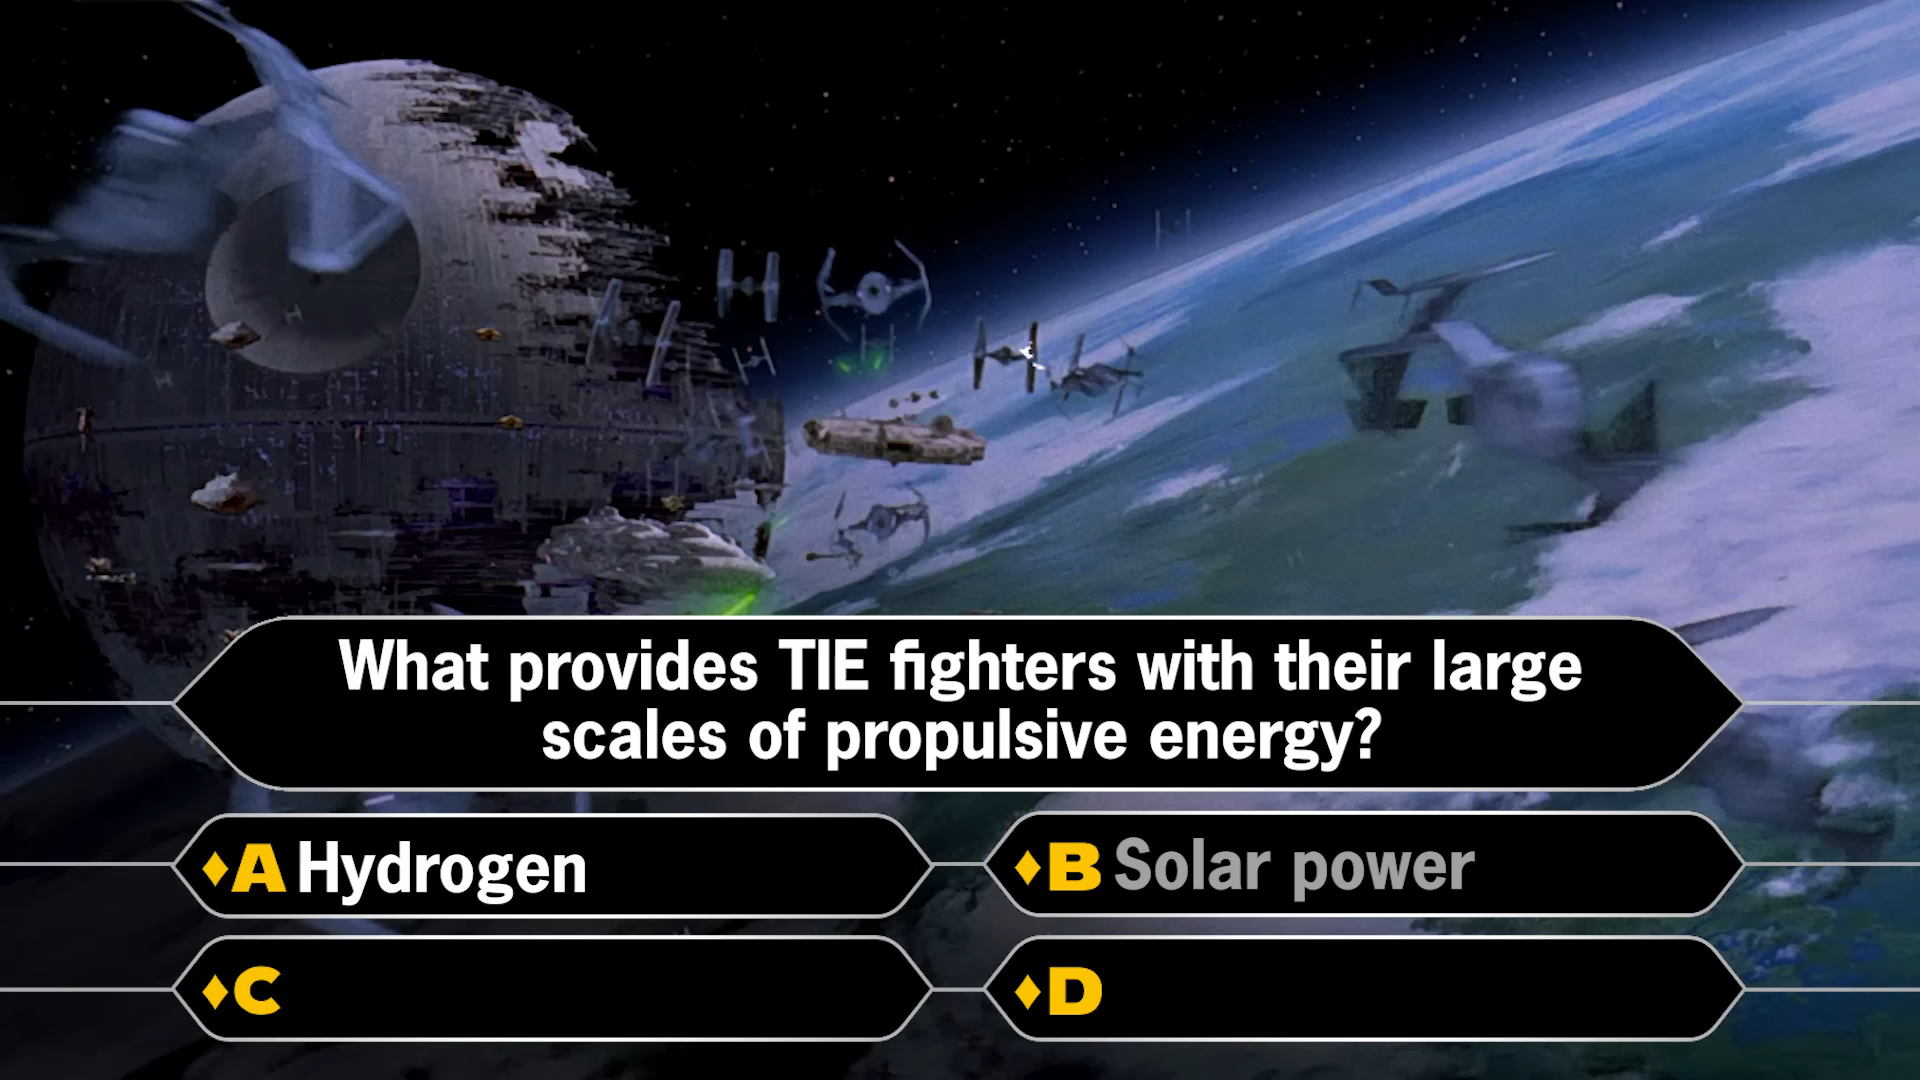 What provides TIE fighters with their large
scales of propulsive energy?
♦A Hydrogen
♦B Solar power
♦C
♦D